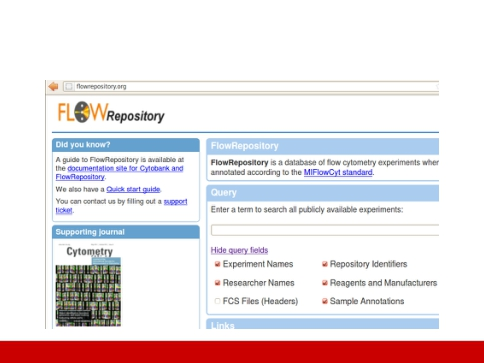 flowrepository.org
FLOWRepository
Did you know?
A guide to FlowRepository is available at
the documentation site for Cytobank and
FlowRepository.
We also have a Quick start guide.
You can contact us by filling out a support
ticket.
Supporting journal
Cytometry
FlowRepository
FlowRepository is a database of flow cytometry experiments wher
annotated according to the MIFlowCyt standard.
Query
Enter a term to search all publicly available experiments:
Hide query fields
Experiment Names
Repository Identifiers
Researcher Names
Reagents and Manufacturers
FCS Files (Headers)
Sample Annotations
Links